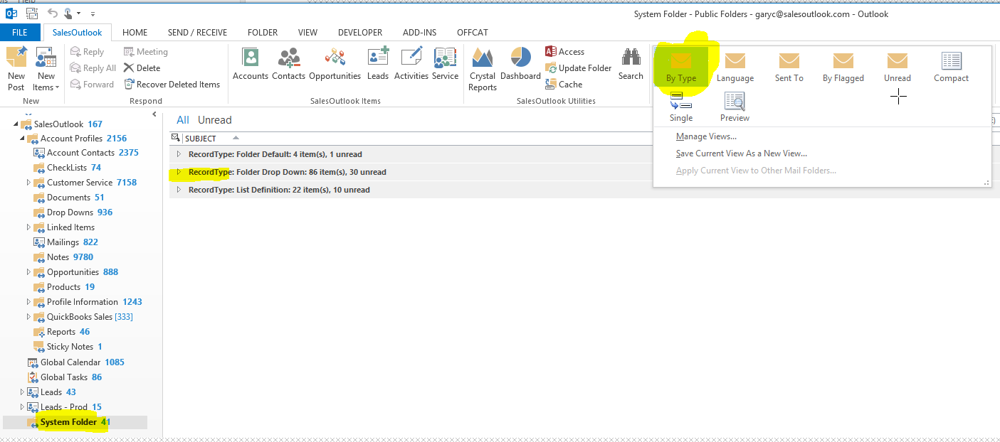 Help
System Folder - Public Folders - garyc@salesoutlook.com - Outlook
FILE SalesOutlook HOME SEND / RECEIVE FOLDER VIEW DEVELOPER ADD-INS OFFCAT
New Post
New Items
Reply
Reply All
Forward
Meeting
Delete
Recover Deleted Items
Accounts Contacts Opportunities Leads Activities Service
Crystal Reports
Dashboard
Access
Update Folder
Cache
Search
New Respond SalesOutlook Items SalesOutlook Utilities
By Type Language Sent To By Flagged Unread Compact
Single Preview
Manage Views...
Save Current View As a New View...
Apply Current View to Other Mail Folders...
SalesOutlook 167
Account Profiles 2156
Account Contacts 2375
CheckLists 74
Customer Service 7158
Documents 51
Drop Downs 936
Linked Items
Mailings 822
Notes 9780
Opportunities 888
Products 19
Profile Information 1243
QuickBooks Sales [333]
Reports 46
Sticky Notes 1
Global Calendar 1085
Global Tasks 86
Leads 43
Leads - Prod 15
System Folder 41
All Unread
SUBJECT
RecordType: Folder Default: 4 item(s), 1 unread
RecordType: Folder Drop Down: 86 item(s), 30 unread
RecordType: List Definition: 22 item(s), 10 unread